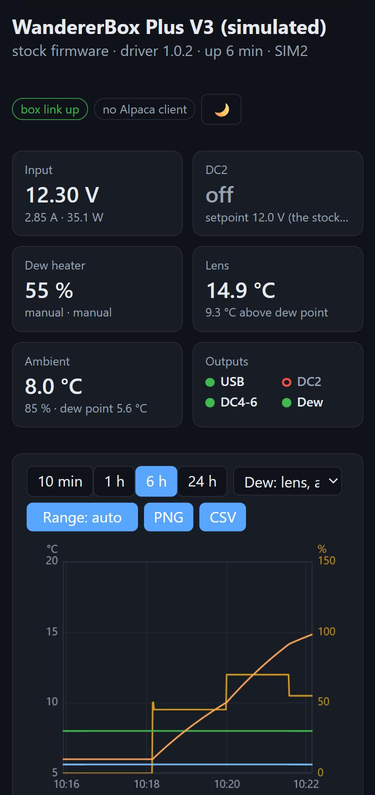 WandererBox Plus V3 (simulated)
stock firmware · driver 1.0.2 · up 6 min · SIM2
box link up
no Alpaca client
Input
12.30 V
2.85 A · 35.1 W
DC2
off
setpoint 12.0 V (the stock...
Dew heater
55 %
manual · manual
Lens
14.9 °C
9.3 °C above dew point
Ambient
8.0 °C
85 % · dew point 5.6 °C
Outputs
USB
DC2
DC4-6
Dew
10 min
1 h
6 h
24 h
Dew: lens, a
Range: auto
PNG
CSV
°C
%
20
150
15
100
10
50
5
0
10:16
10:18
10:20
10:22